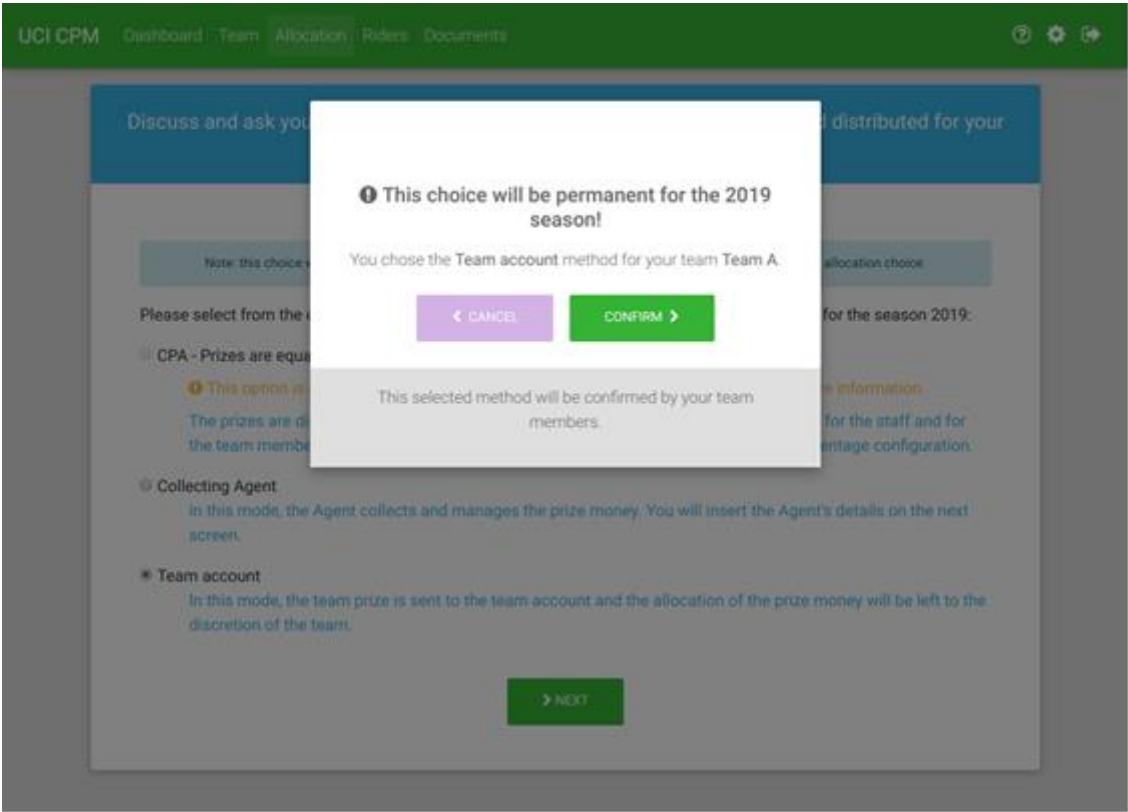 UCI CPM Dashboard Team Allocation Riders Documents
Discuss and ask you d distributed for your
This choice will be permanent for the 2019
season!
Note: this choice allocation choice.
You chose the Team account method for your team Team A.
Please select from the for the season 2019:
CANCEL CONFIRM
CPA - Prizes are equa
This option is information
This selected method will be confirmed by your team
members.
The prizes are di for the staff and for
the team membe entage configuration.
Collecting Agent
In this mode, the Agent collects and manages the prize money. You will insert the Agent's details on the next
screen.
Team account
In this mode, the team prize is sent to the team account and the allocation of the prize money will be left to the
discretion of the team.
NEXT